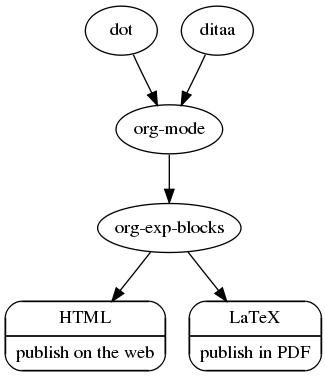 dot
ditaa
org-mode
org-exp-blocks
HTML
publish on the web
LaTeX
publish in PDF